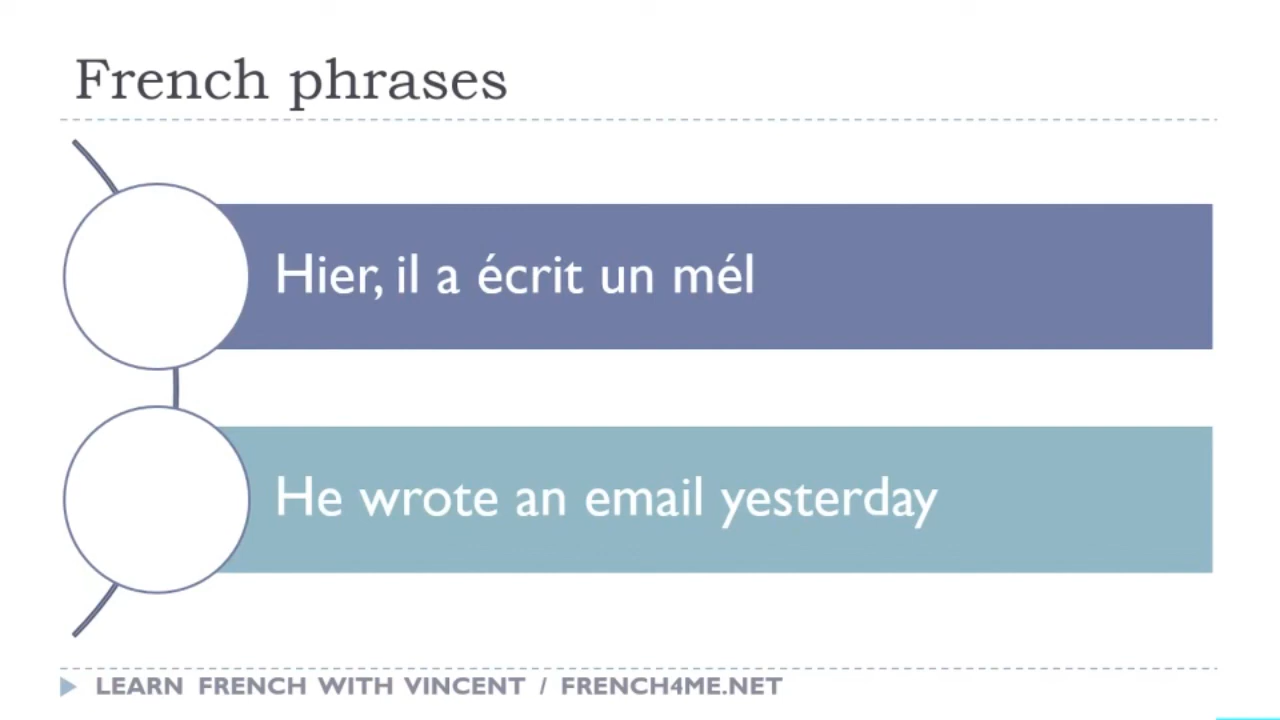 French phrases
Hier, il a écrit un mél
He wrote an email yesterday
LEARN FRENCH WITH VINCENT / FRENCH4ME.NET